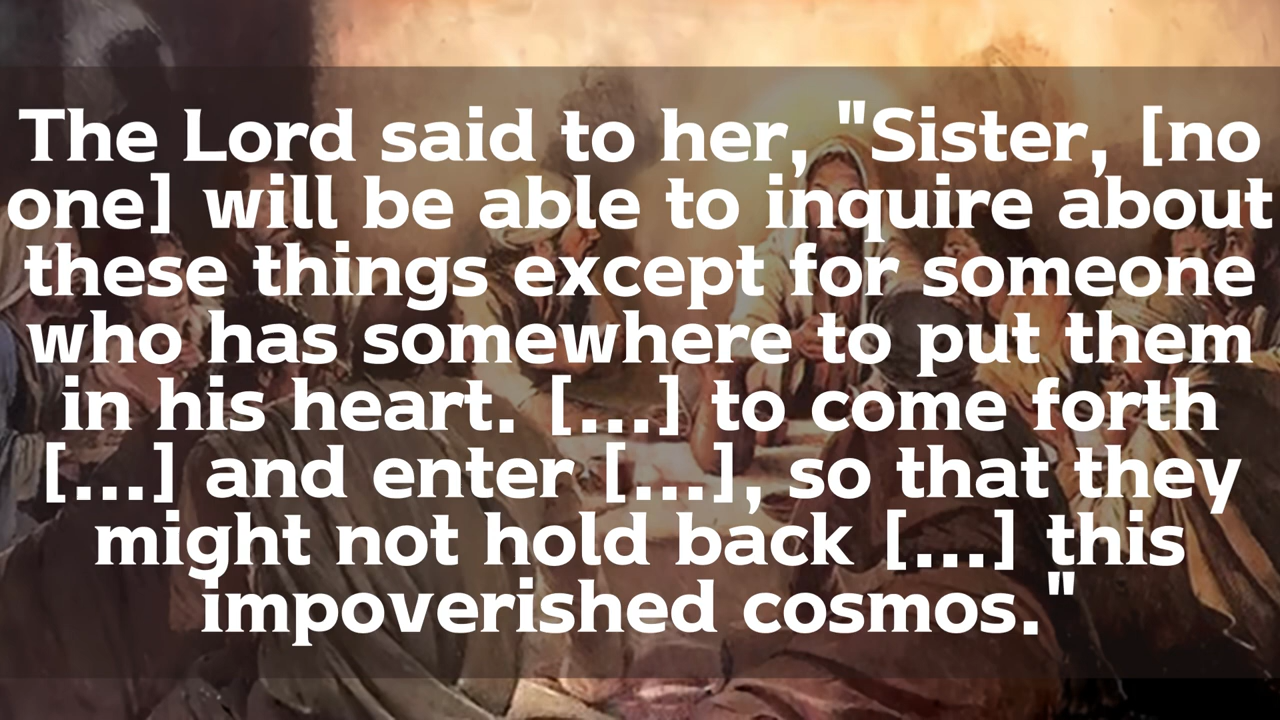 The Lord said to her, "Sister, [no
one] will be able to inquire about
these things except for someone
who has somewhere to put them
in his heart. [...] to come forth
[...] and enter [...], so that they
might not hold back [...] this
impoverished cosmos."